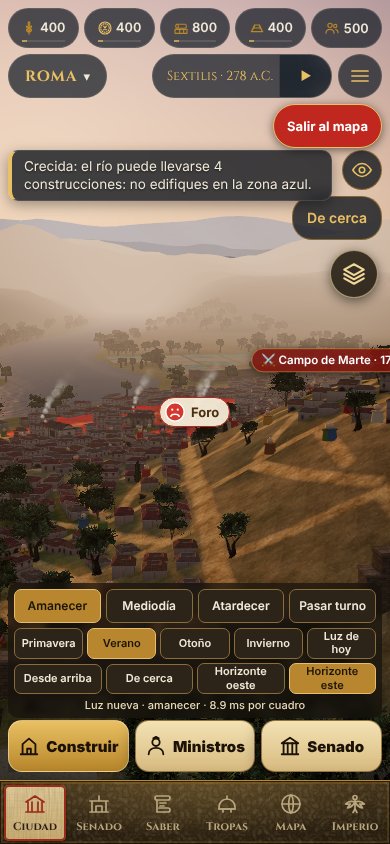 400
400
800
400
500
ROMA ▾
SEXTILIS · 278 A.C.
Salir al mapa
Crecida: el río puede llevarse 4
construcciones: no edifiques en la zona azul.
De cerca
Campo de Marte · 17
Foro
Amanecer
Mediodía
Atardecer
Pasar turno
Primavera
Verano
Otoño
Invierno
Luz de
hoy
Desde arriba
De cerca
Horizonte
oeste
Horizonte
este
Luz nueva · amanecer · 8.9 ms por cuadro
Construir
Ministros
Senado
CIUDAD
SENADO
SABER
TROPAS
MAPA
IMPERIO